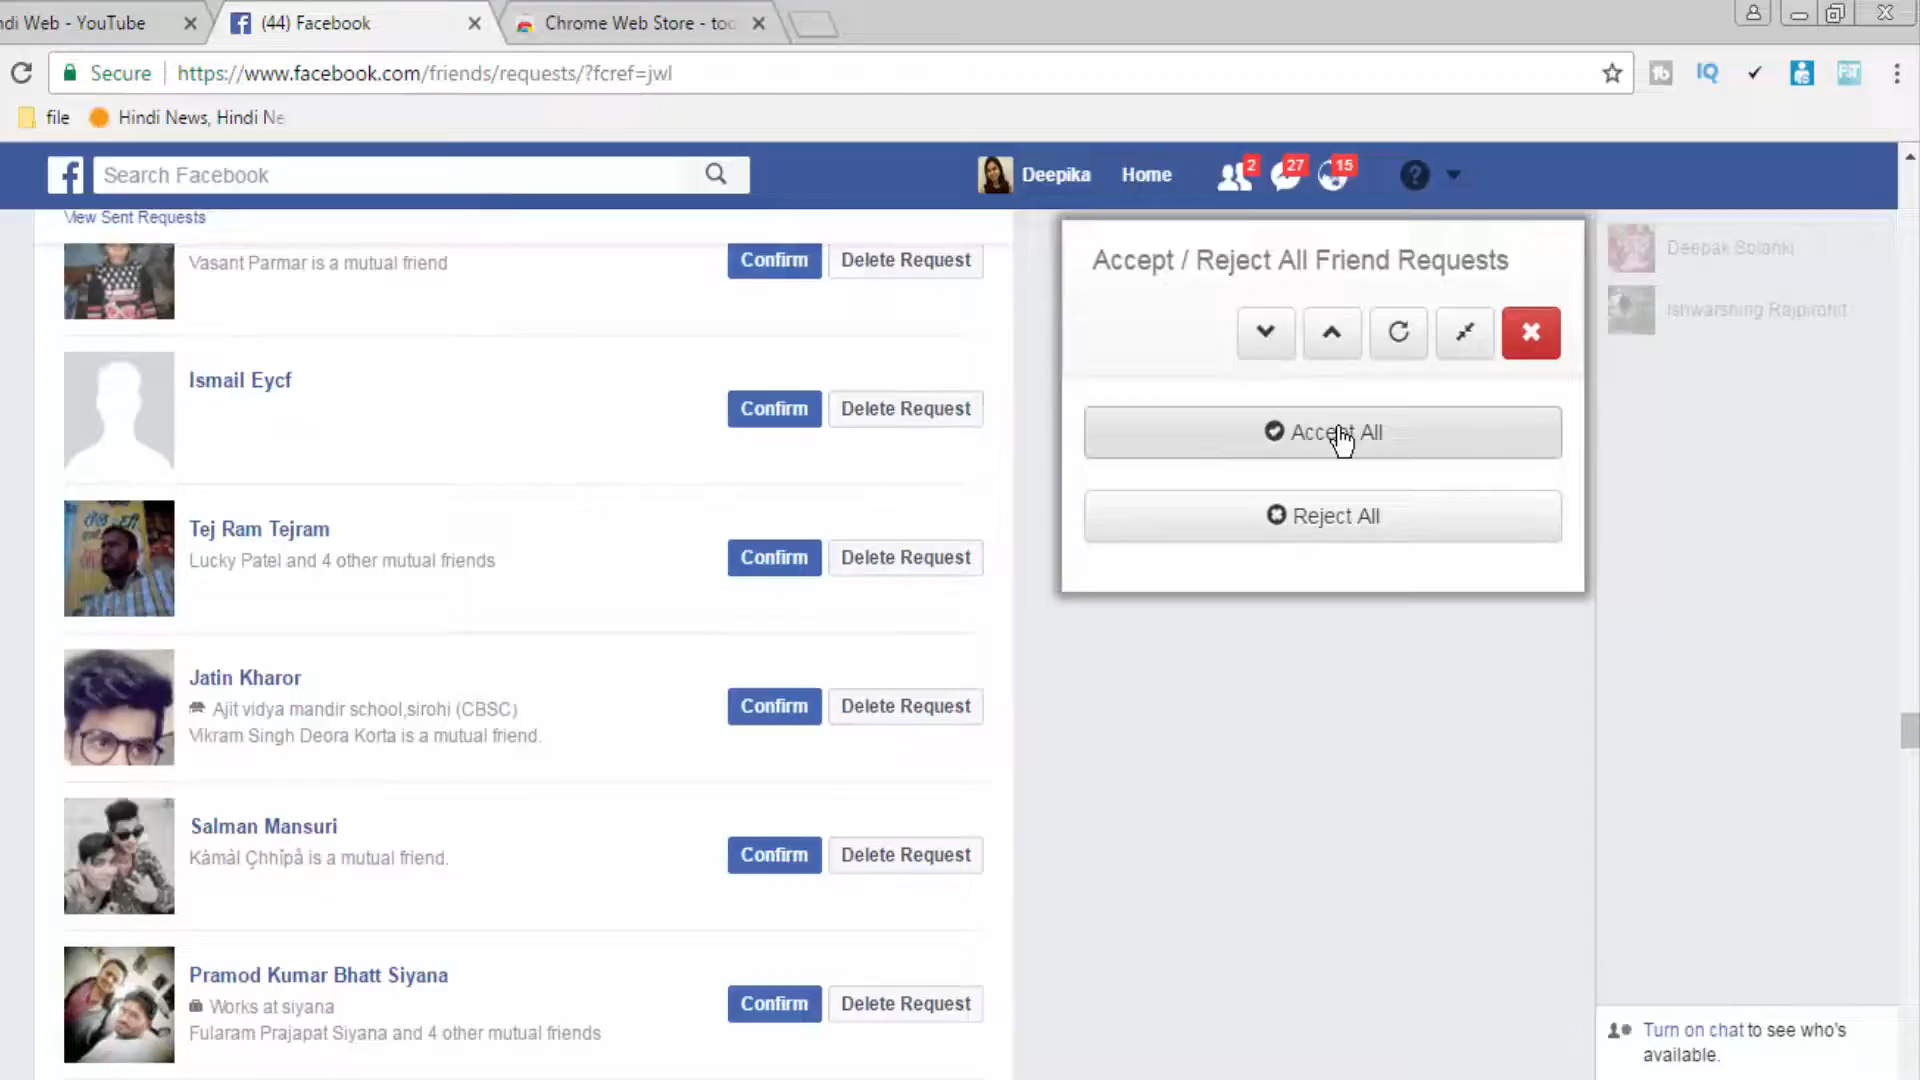 ndi Web - YouTube
(44) Facebook
Chrome Web Store - too
Secure
https://www.facebook.com/friends/requests/?fcref=jwl
IQ
file
Hindi News, Hindi Ne
Search Facebook
Deepika
Home
2
27
15
?
View Sent Requests
Vasant Parmar is a mutual friend
Confirm
Delete Request
Ismail Eycf
Confirm
Delete Request
Tej Ram Tejram
Lucky Patel and 4 other mutual friends
Confirm
Delete Request
Jatin Kharor
Ajit vidya mandir school,sirohi (CBSC)
Vikram Singh Deora Korta is a mutual friend.
Confirm
Delete Request
Salman Mansuri
Kámàl Çhhîpå is a mutual friend.
Confirm
Delete Request
Pramod Kumar Bhatt Siyana
Works at siyana
Fularam Prajapat Siyana and 4 other mutual friends
Confirm
Delete Request
Accept / Reject All Friend Requests
Accept All
Reject All
Deepak Solanki
Ishwarshing Rajpirohit
Turn on chat to see who's
available.